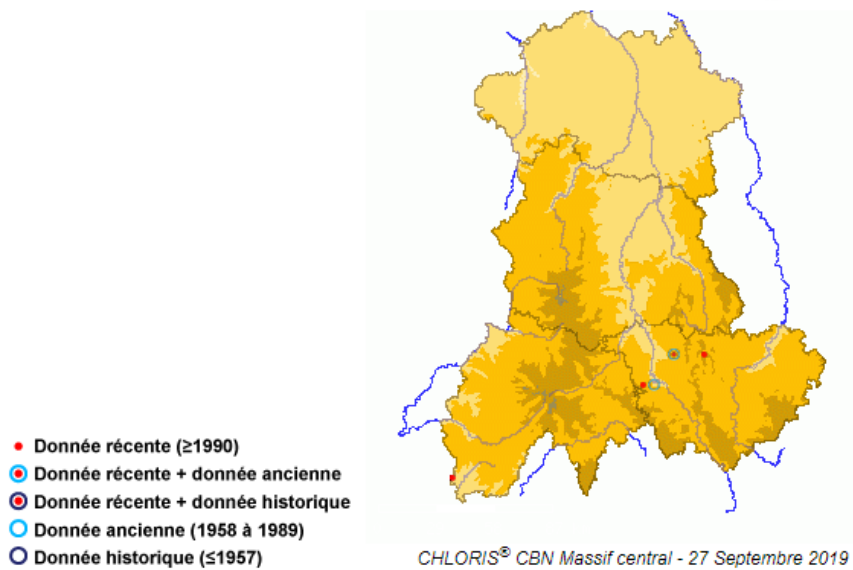 Donnée récente (≥1990)
Donnée récente + donnée ancienne
Donnée récente + donnée historique
Donnée ancienne (1958 à 1989)
Donnée historique (≤1957)
CHLORIS® CBN Massif central - 27 Septembre 2019